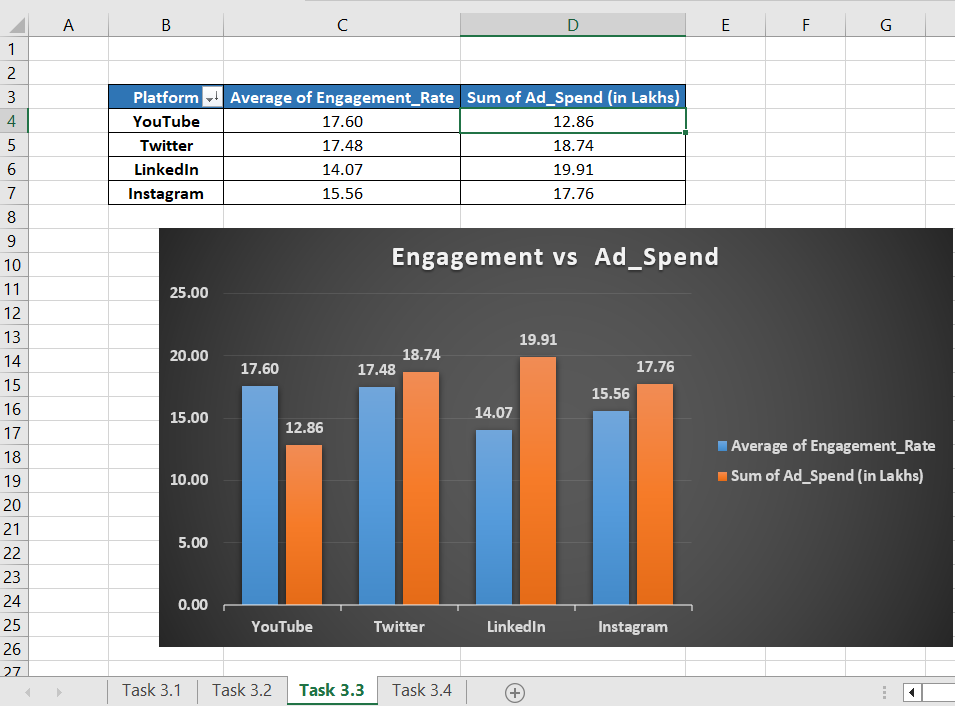 A B C D E F G
1
2
3 Platform Average of Engagement_Rate Sum of Ad_Spend (in Lakhs)
4 YouTube 17.60 12.86
5 Twitter 17.48 18.74
6 LinkedIn 14.07 19.91
7 Instagram 15.56 17.76
8
9
10
11
12
13
14
15
16
17
18
19
20
21
22
23
24
25
26
27
Engagement vs  Ad_Spend
25.00
20.00
15.00
10.00
5.00
0.00
17.60 12.86 17.48 18.74 14.07 19.91 15.56 17.76
YouTube Twitter LinkedIn Instagram
Average of Engagement_Rate
Sum of Ad_Spend (in Lakhs)
Task 3.1 Task 3.2 Task 3.3 Task 3.4